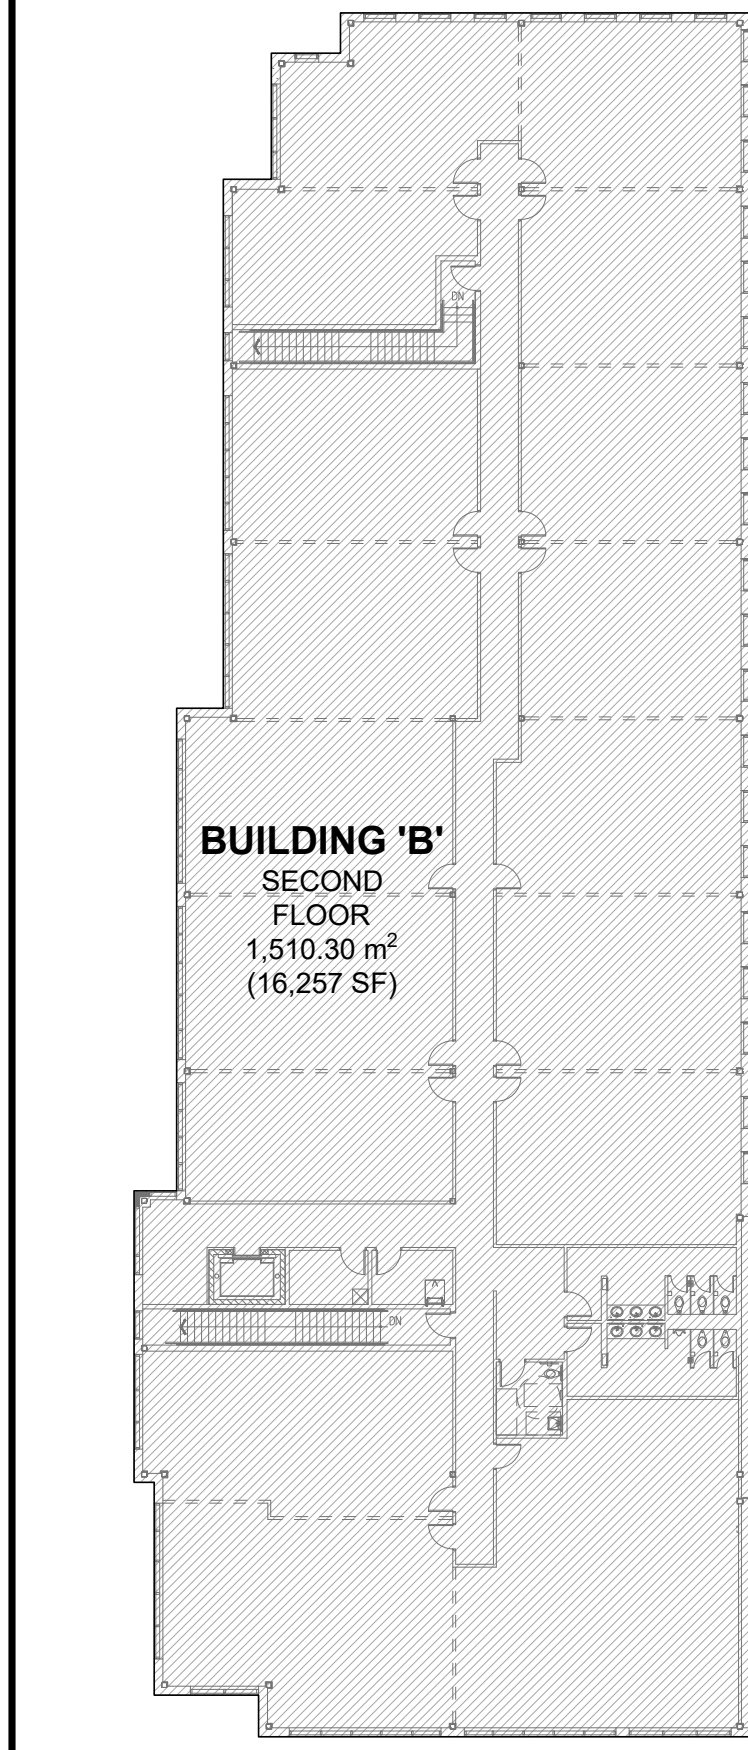 DN
BUILDING 'B'
SECOND
FLOOR
1,510.30 m²
(16,257 SF)
DN